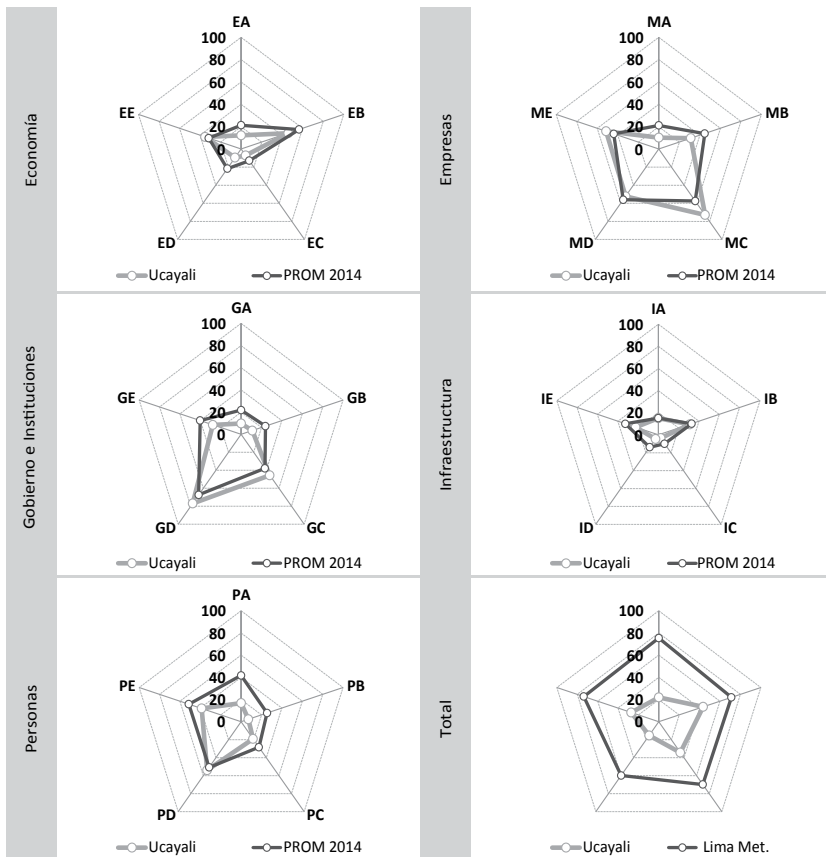 Economía
EA
100
80
60
40
20
0
EE
EB
ED
EC
Ucayali PROM 2014
Empresas
MA
100
80
60
40
20
0
ME
MB
MD
MC
Ucayali PROM 2014
Gobierno e Instituciones
GA
100
80
60
40
20
0
GE
GB
GD
GC
Ucayali PROM 2014
Infraestructura
IA
100
80
60
40
20
0
IE
IB
ID
IC
Ucayali PROM 2014
Personas
PA
100
80
60
40
20
0
PE
PB
PD
PC
Ucayali PROM 2014
Total
100
80
60
40
20
0
Ucayali Lima Met.